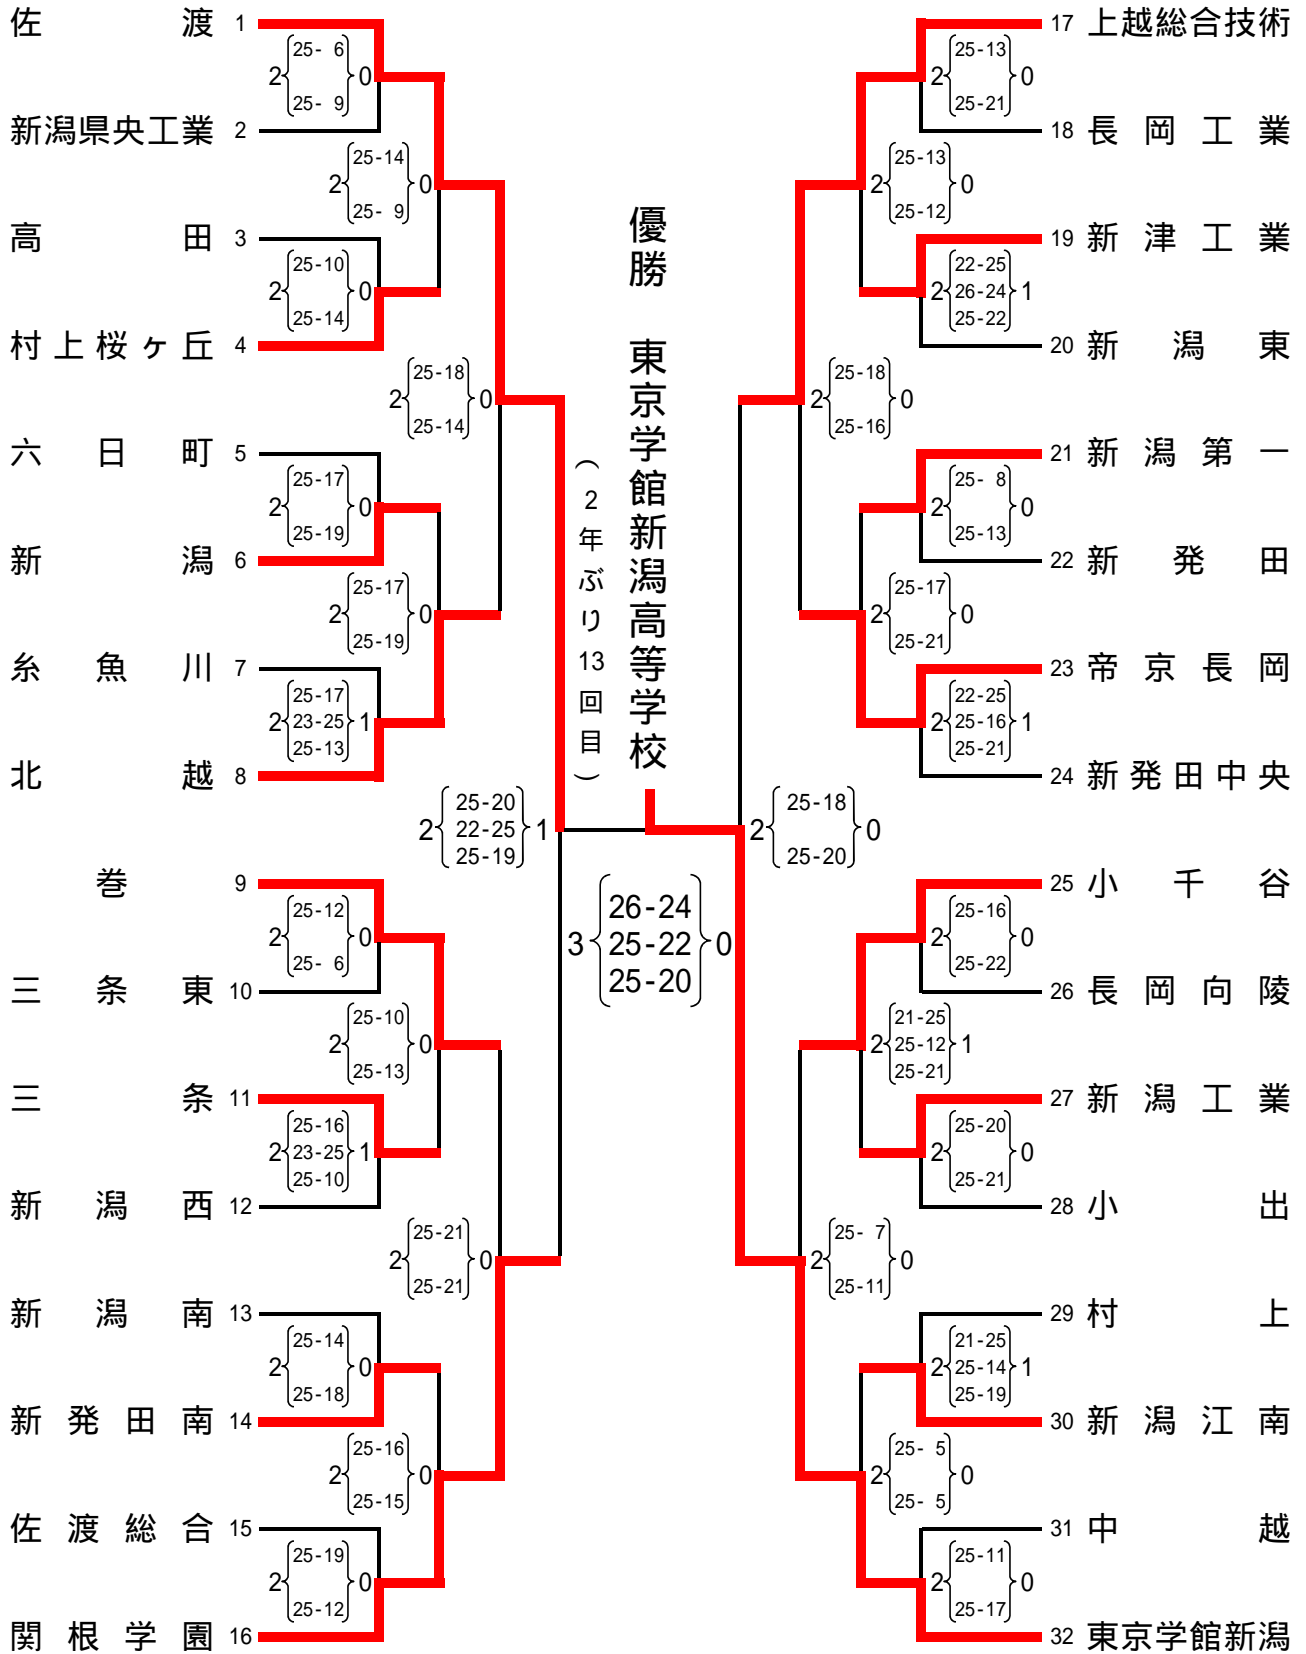 佐渡 1
25- 6
2 0
25- 9
新潟県央工業 2
25-14
2 0
25- 9
高田 3
25-10
2 0
25-14
村上桜ヶ丘 4
25-18
2 0
25-14
六日町 5
25-17
2 0
25-19
新潟 6
25-17
2 0
25-19
糸魚川 7
25-17
2 23-25 1
25-13
北越 8
25-20
2 22-25 1
25-19
巻 9
25-12
2 0
25- 6
三条東 10
25-10
2 0
25-13
三条 11
25-16
2 23-25 1
25-10
新潟西 12
25-21
2 0
25-21
新潟南 13
25-14
2 0
25-18
新発田南 14
25-16
2 0
25-15
佐渡総合 15
25-19
2 0
25-12
関根学園 16
優勝 東京学館新潟高等学校
(2年ぶり13回目)
26-24
3 25-22 0
25-20
17 上越総合技術
25-13
2 0
25-21
18 長岡工業
25-13
2 0
25-12
19 新津工業
22-25
2 26-24 1
25-22
20 新潟東
25-18
2 0
25-16
21 新潟第一
25- 8
2 0
25-13
22 新発田
25-17
2 0
25-21
23 帝京長岡
22-25
2 25-16 1
25-21
24 新発田中央
25-18
2 0
25-20
25 小千谷
25-16
2 0
25-22
26 長岡向陵
21-25
2 25-12 1
25-21
27 新潟工業
25-20
2 0
25-21
28 小出
25- 7
2 0
25-11
29 村上
21-25
2 25-14 1
25-19
30 新潟江南
25- 5
2 0
25- 5
31 中越
25-11
2 0
25-17
32 東京学館新潟